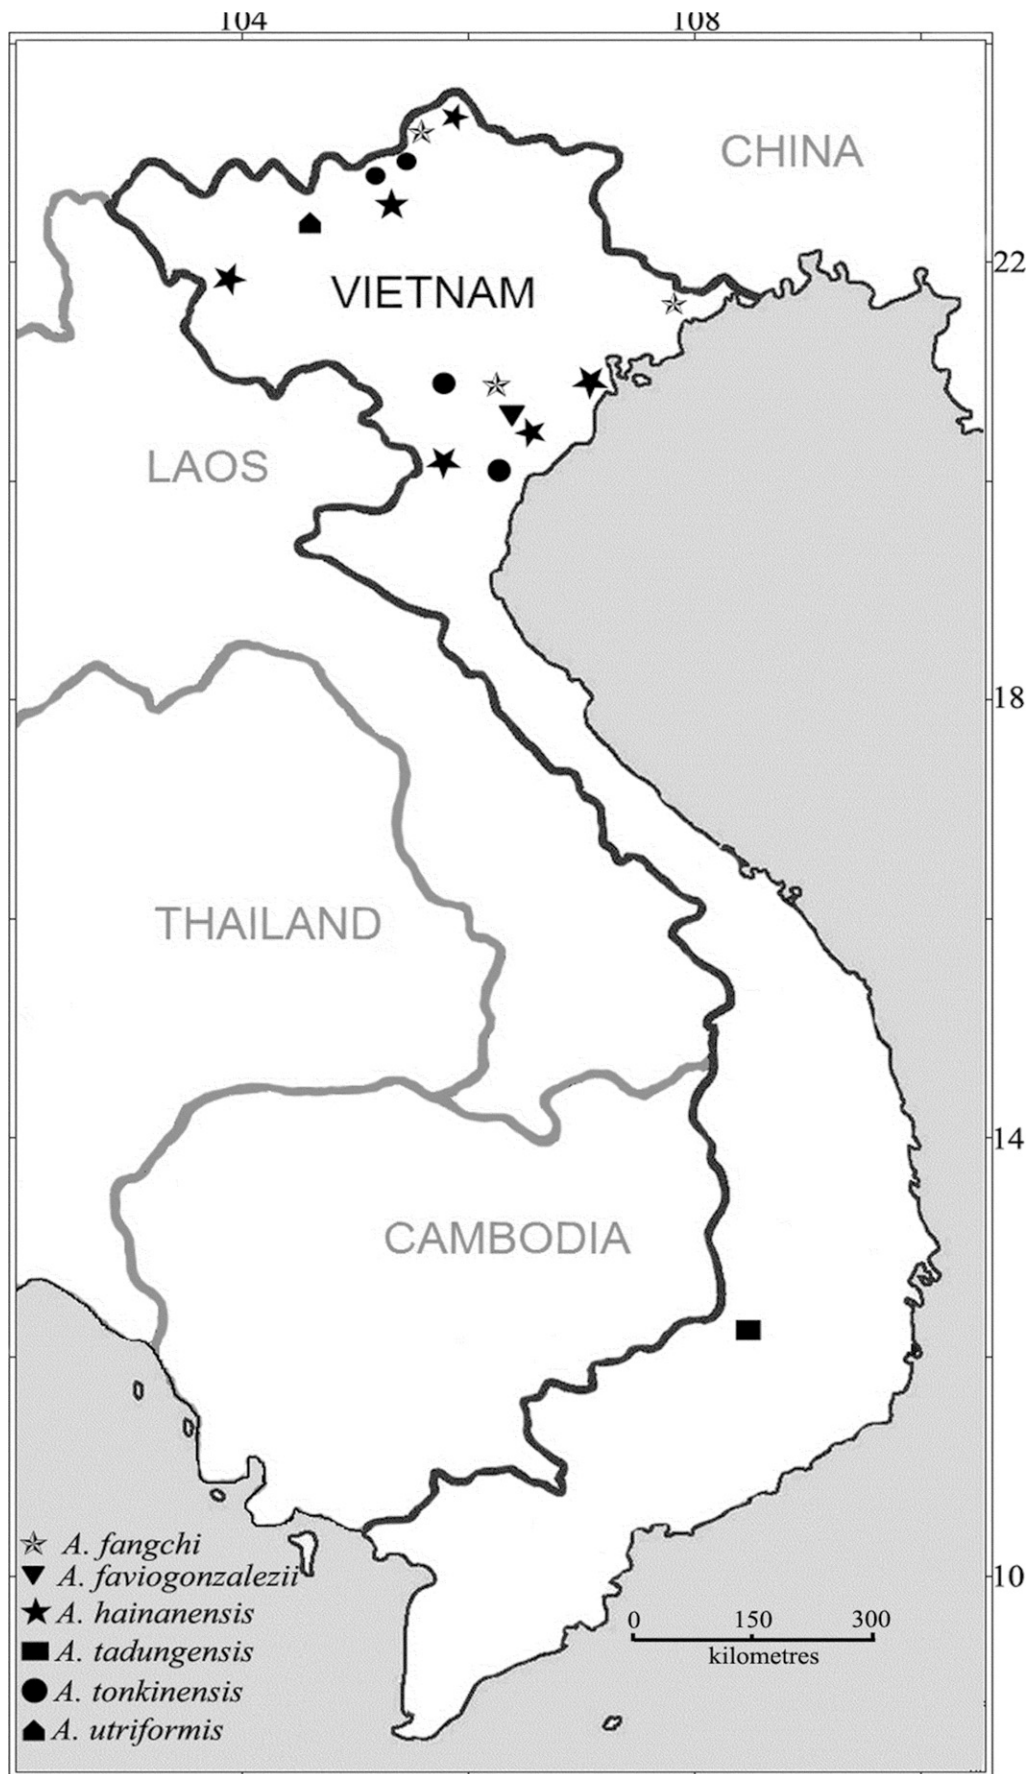 104 108
CHINA
22
VIETNAM
LAOS
18
THAILAND
14
CAMBODIA
A. fangchi
A. faviogonzalezii
10
A. hainanensis
0 150 300
A. tadungensis
kilometres
A. tonkinensis
A. utriformis